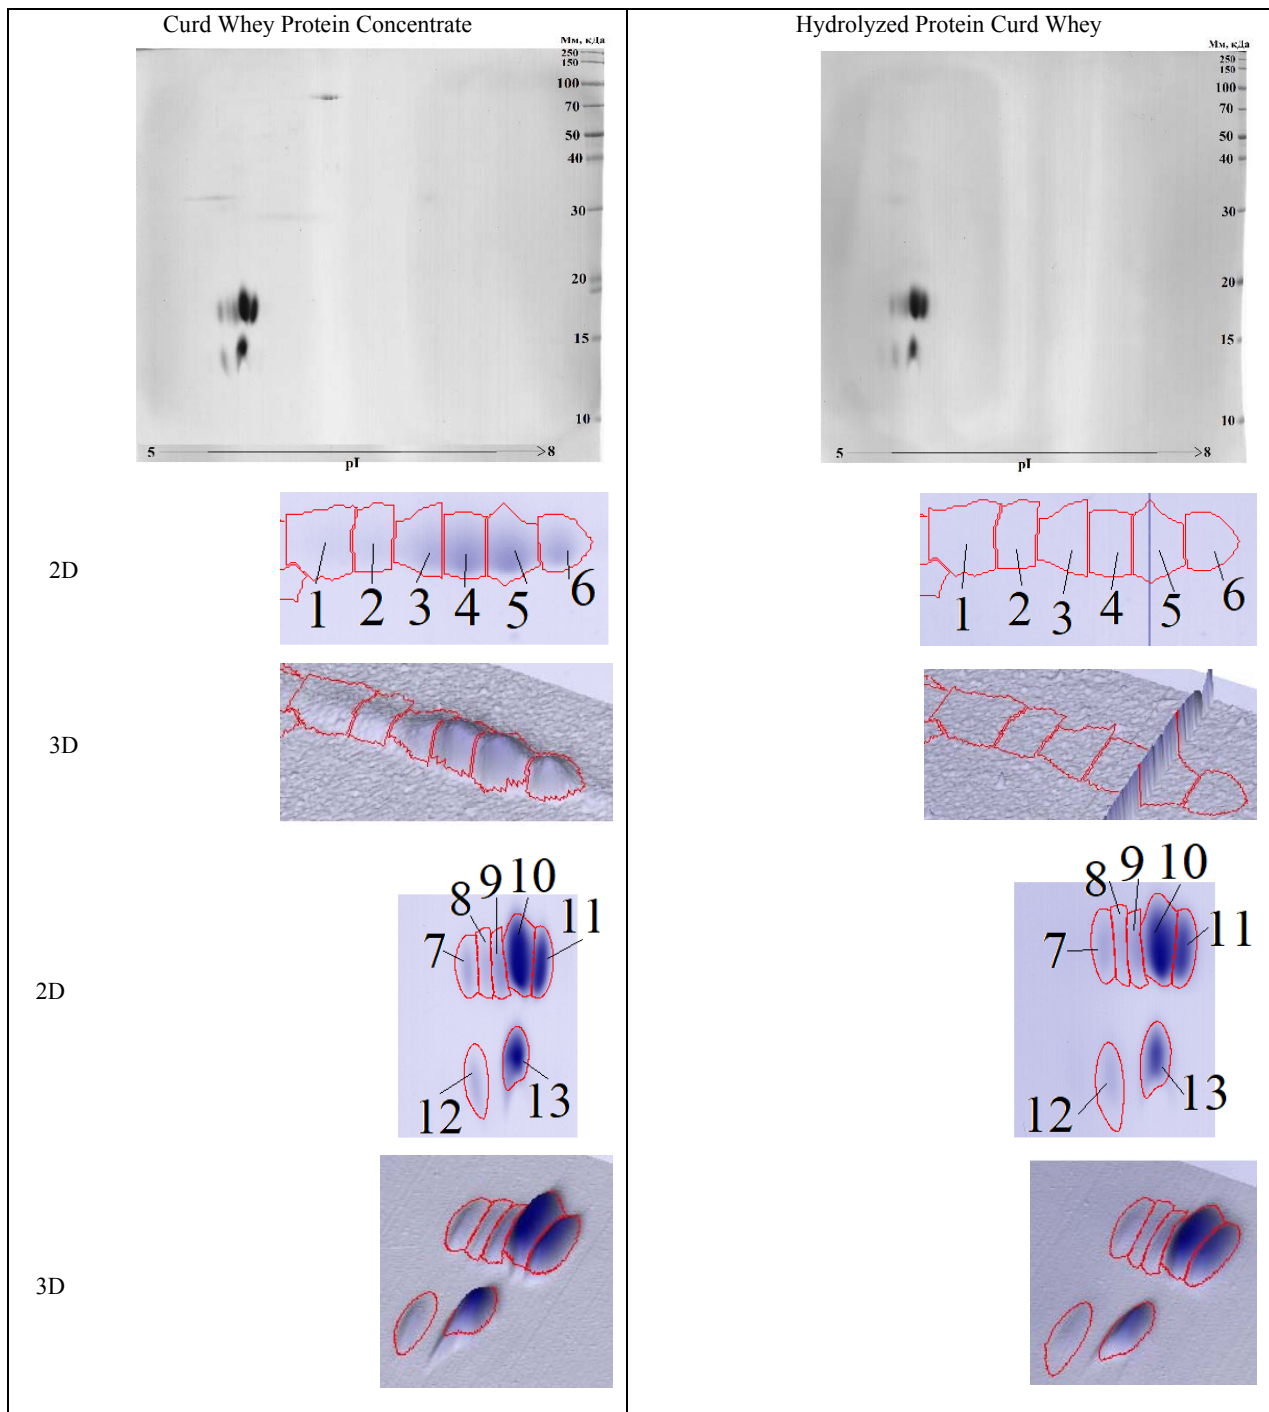 Curd Whey Protein Concentrate
Мм, кДа
250
150
100
70
50
40
30
20
15
10
5
8
pI
Hydrolyzed Protein Curd Whey
Мм, кДа
250
150
100
70
50
40
30
20
15
10
5
8
pI
2D
1 2 3 4 5 6
1 2 3 4 5 6
3D
2D
7 8 9 10 11
12 13
7 8 9 10 11
12 13
3D